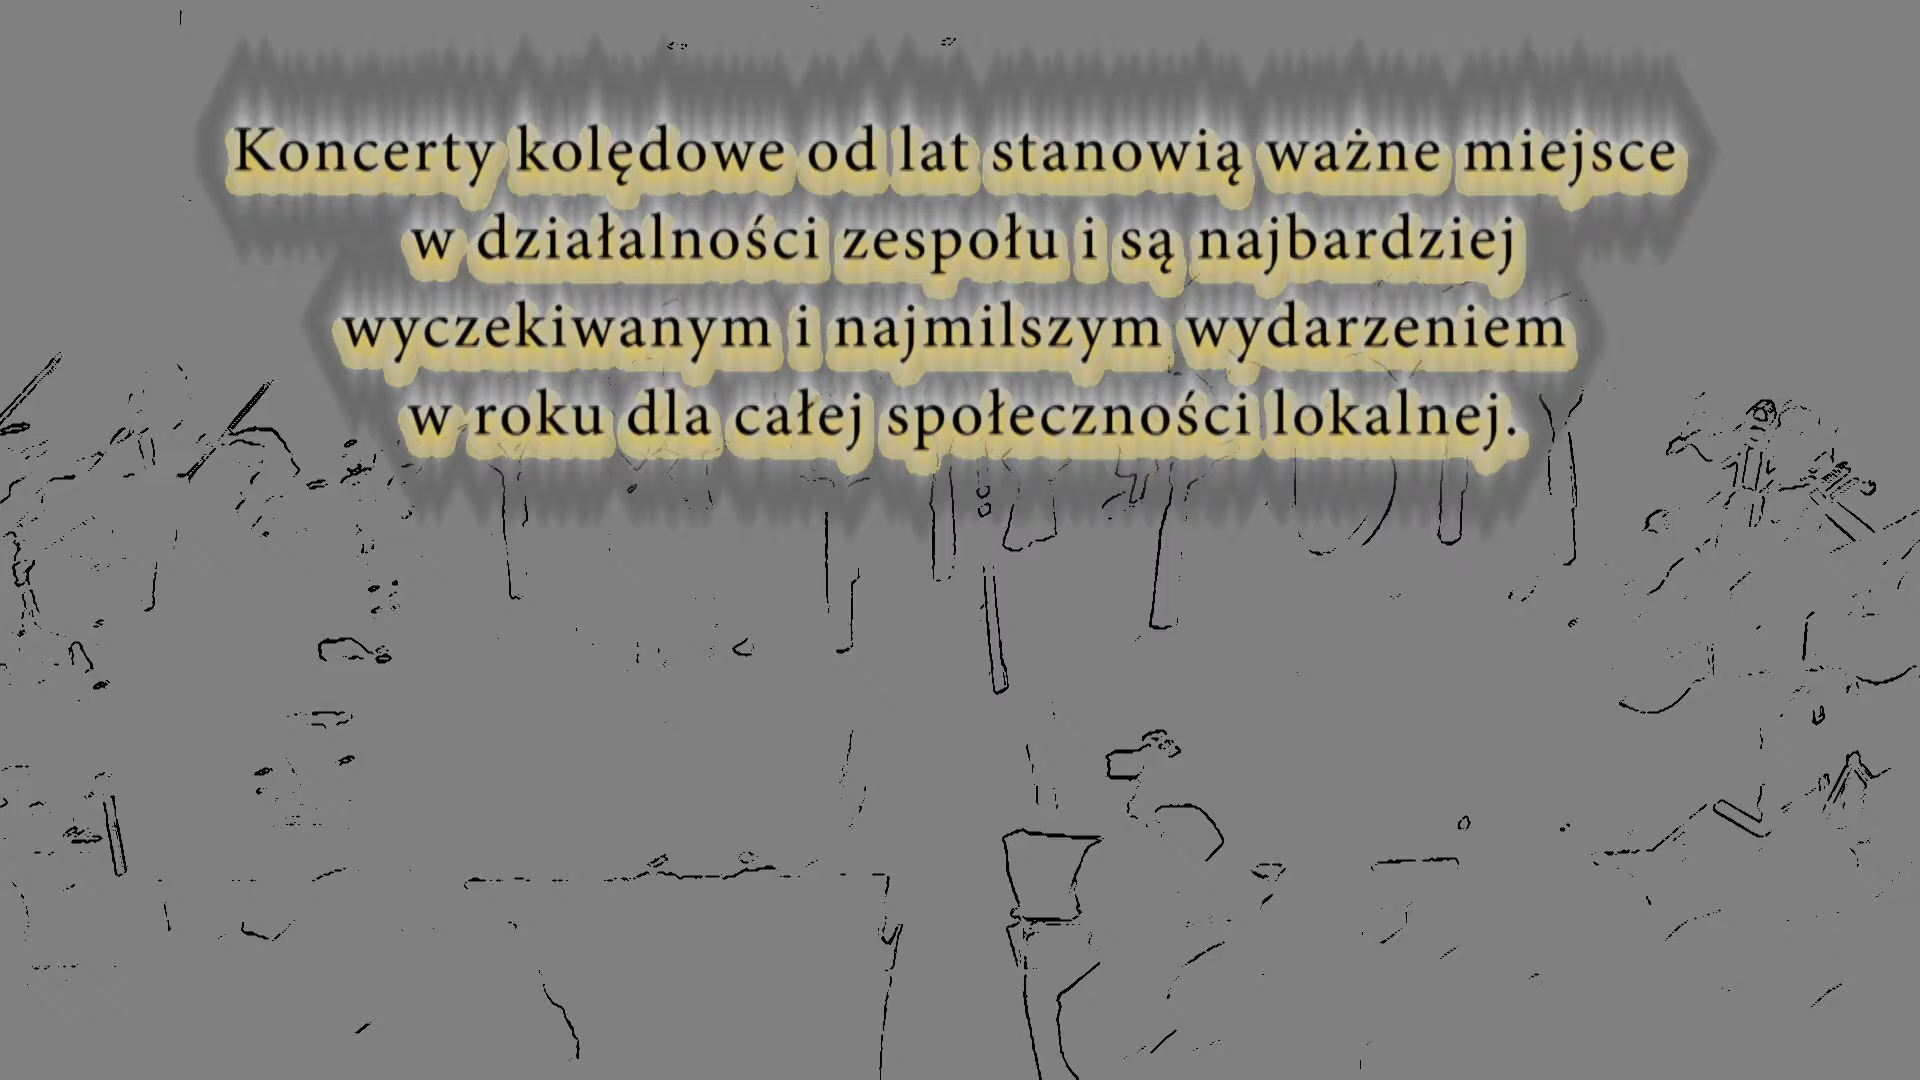 Koncerty kolędowe od lat stanowią ważne miejsce
w działalności zespołu i są najbardziej
wyczekiwanym i najmilszym wydarzeniem
w roku dla całej społeczności lokalnej.